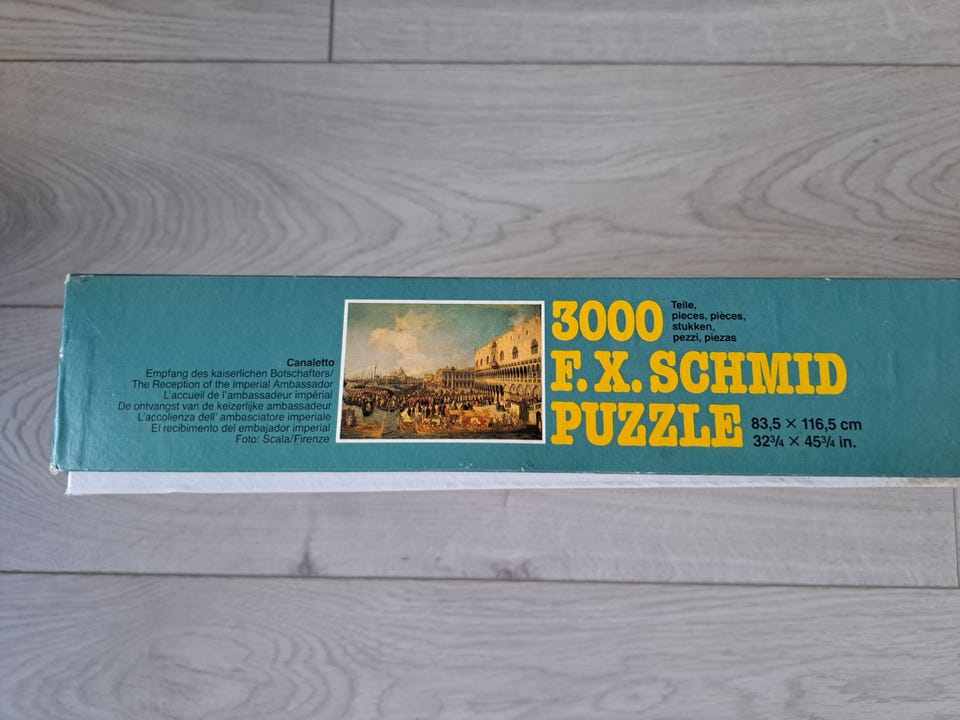 Canaletto
Empfang des kaiserlichen Botschafters/
The Reception of the Imperial Ambassador
L'accueil de l'ambassadeur impérial
De ontvangst van de keizerlijke ambassadeur
L'accolienza dell' ambasciatore imperiale
El recibimento del embajador imperial
Foto: Scala/Firenze
3000
Teile,
pieces, pièces,
stukken,
pezzi, piezas
F.X. SCHMID
PUZZLE
83,5 × 116,5 cm
32¾ × 45¾ in.